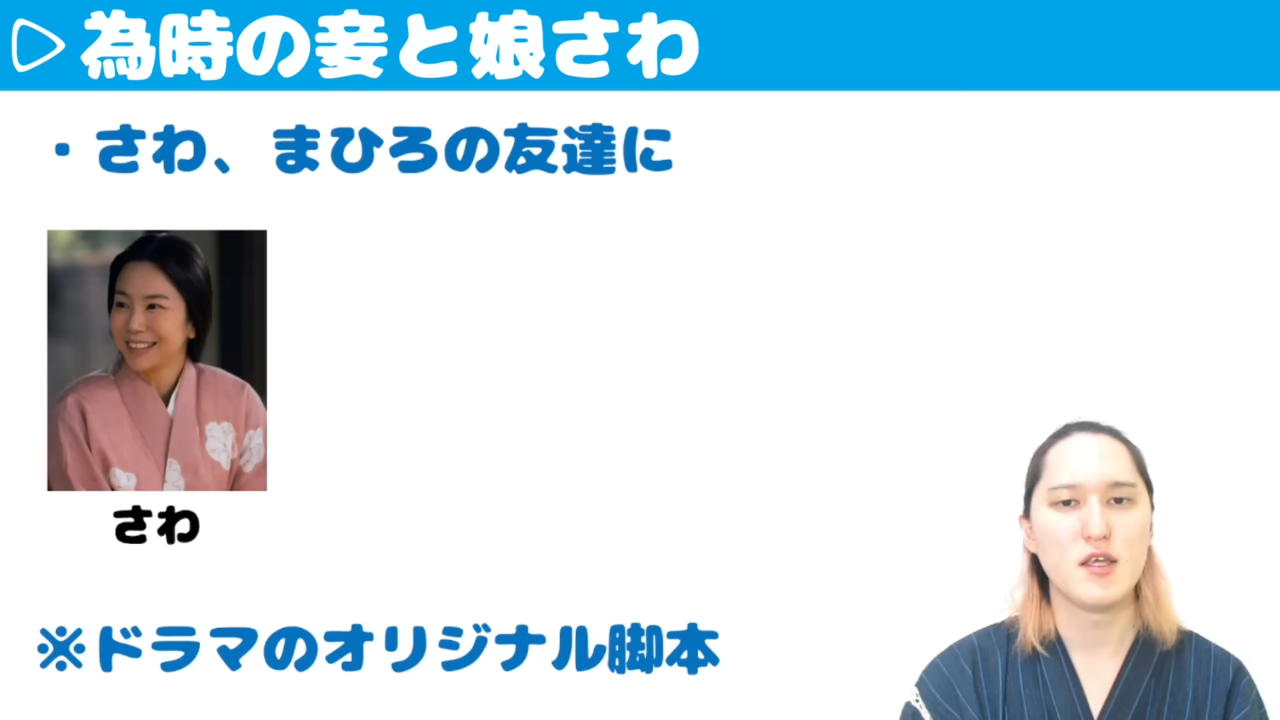 為時の妾と娘さわ
・さわ、まひろの友達に
さわ
※ドラマのオリジナル脚本